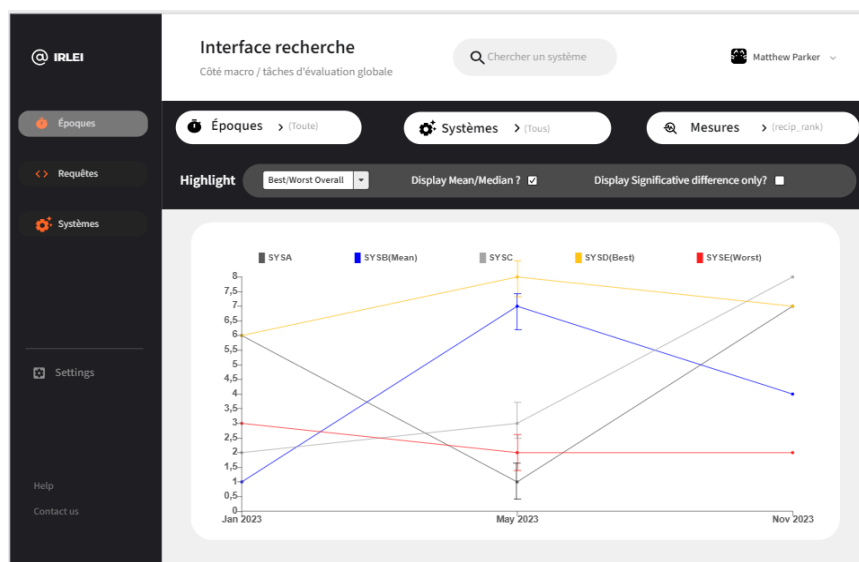 @ IRLEI
Interface recherche
Côté macro / tâches d'évaluation globale
Chercher un système
Matthew Parker
Époques
Requêtes
Systèmes
Settings
Help
Contact us
Époques > (Toute)
Systèmes > (Tous)
Mesures > (recip_rank)
Highlight
Best/Worst Overall
Display Mean/Median ?
Display Significative difference only?
SYSA
SYSB(Mean)
SYSC
SYSD(Best)
SYSE(Worst)
8
7,5
7
6,5
6
5,5
5
4,5
4
3,5
3
2,5
2
1,5
1
0,5
0
Jan 2023
May 2023
Nov 2023